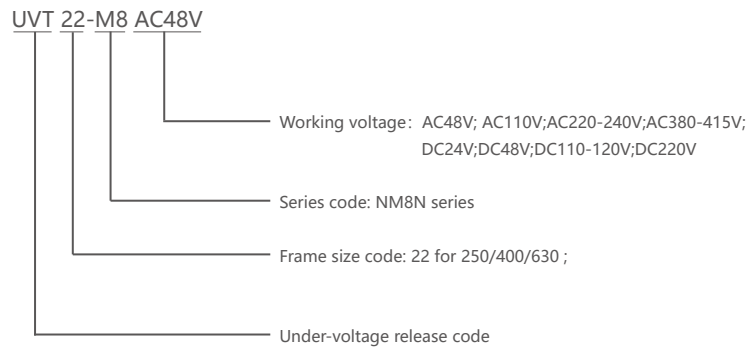 UVT 22-M8 AC48V
Working voltage：AC48V; AC110V;AC220-240V;AC380-415V;
DC24V;DC48V;DC110-120V;DC220V
Series code: NM8N series
Frame size code: 22 for 250/400/630 ;
Under-voltage release code